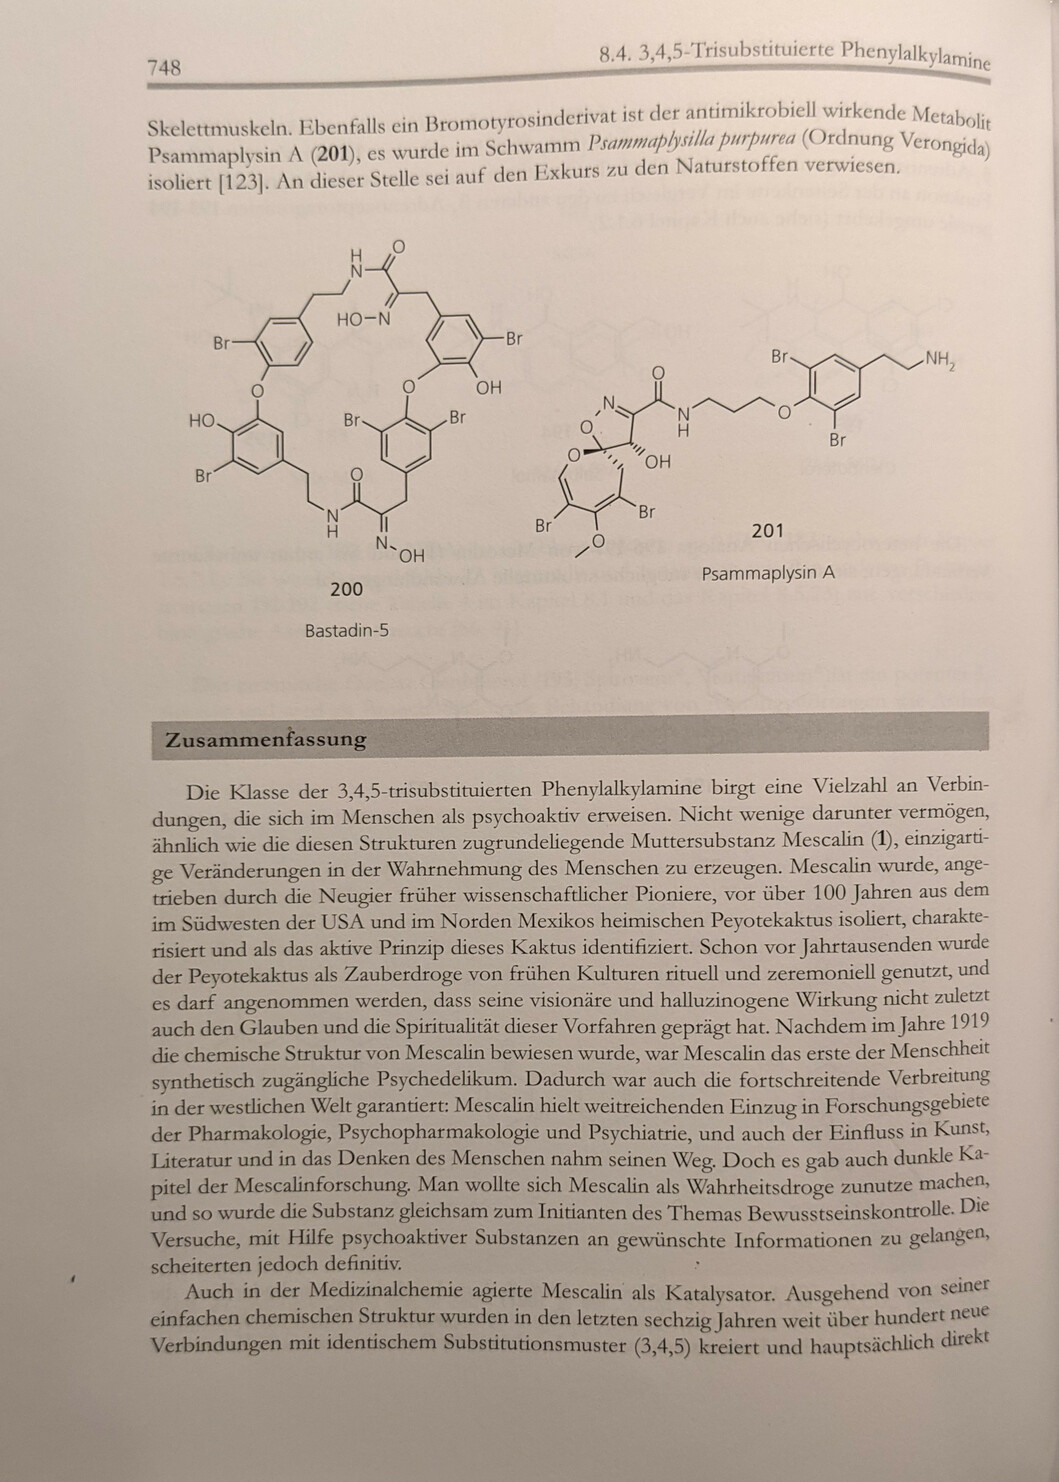 748
8.4. 3,4,5-Trisubstituierte Phenylalkylamine
Skelettmuskeln. Ebenfalls ein Bromotyrosinderivat ist der antimikrobiell wirkende Metabolit
Psammaplysin A (201), es wurde im Schwamm Psammaplysilla purpurea (Ordnung Verongida)
isoliert [123]. An dieser Stelle sei auf den Exkurs zu den Naturstoffen verwiesen.
H
N
O
HO-N
Br
Br
O
O
OH
HO
Br
Br
Br
O
N
H
N
OH
200
Bastadin-5
Br
NH2
O
N
O
N
H
O
Br
O
OH
Br
Br
O
201
Psammaplysin A
Zusammenfassung
Die Klasse der 3,4,5-trisubstituierten Phenylalkylamine birgt eine Vielzahl an Verbin-
dungen, die sich im Menschen als psychoaktiv erweisen. Nicht wenige darunter vermögen,
ähnlich wie die diesen Strukturen zugrundeliegende Muttersubstanz Mescalin (1), einzigarti-
ge Veränderungen in der Wahrnehmung des Menschen zu erzeugen. Mescalin wurde, ange-
trieben durch die Neugier früher wissenschaftlicher Pioniere, vor über 100 Jahren aus dem
im Südwesten der USA und im Norden Mexikos heimischen Peyotekaktus isoliert, charakte-
risiert und als das aktive Prinzip dieses Kaktus identifiziert. Schon vor Jahrtausenden wurde
der Peyotekaktus als Zauberdroge von frühen Kulturen rituell und zeremoniell genutzt, und
es darf angenommen werden, dass seine visionäre und halluzinogene Wirkung nicht zuletzt
auch den Glauben und die Spiritualität dieser Vorfahren geprägt hat. Nachdem im Jahre 1919
die chemische Struktur von Mescalin bewiesen wurde, war Mescalin das erste der Menschheit
synthetisch zugängliche Psychedelikum. Dadurch war auch die fortschreitende Verbreitung
in der westlichen Welt garantiert: Mescalin hielt weitreichenden Einzug in Forschungsgebiete
der Pharmakologie, Psychopharmakologie und Psychiatrie, und auch der Einfluss in Kunst,
Literatur und in das Denken des Menschen nahm seinen Weg. Doch es gab auch dunkle Ka-
pitel der Mescalinforschung. Man wollte sich Mescalin als Wahrheitsdroge zunutze machen,
und so wurde die Substanz gleichsam zum Initianten des Themas Bewusstseinskontrolle. Die
Versuche, mit Hilfe psychoaktiver Substanzen an gewünschte Informationen zu gelangen,
scheiterten jedoch definitiv.
Auch in der Medizinalchemie agierte Mescalin als Katalysator. Ausgehend von seiner
einfachen chemischen Struktur wurden in den letzten sechzig Jahren weit über hundert neue
Verbindungen mit identischem Substitutionsmuster (3,4,5) kreiert und hauptsächlich direkt